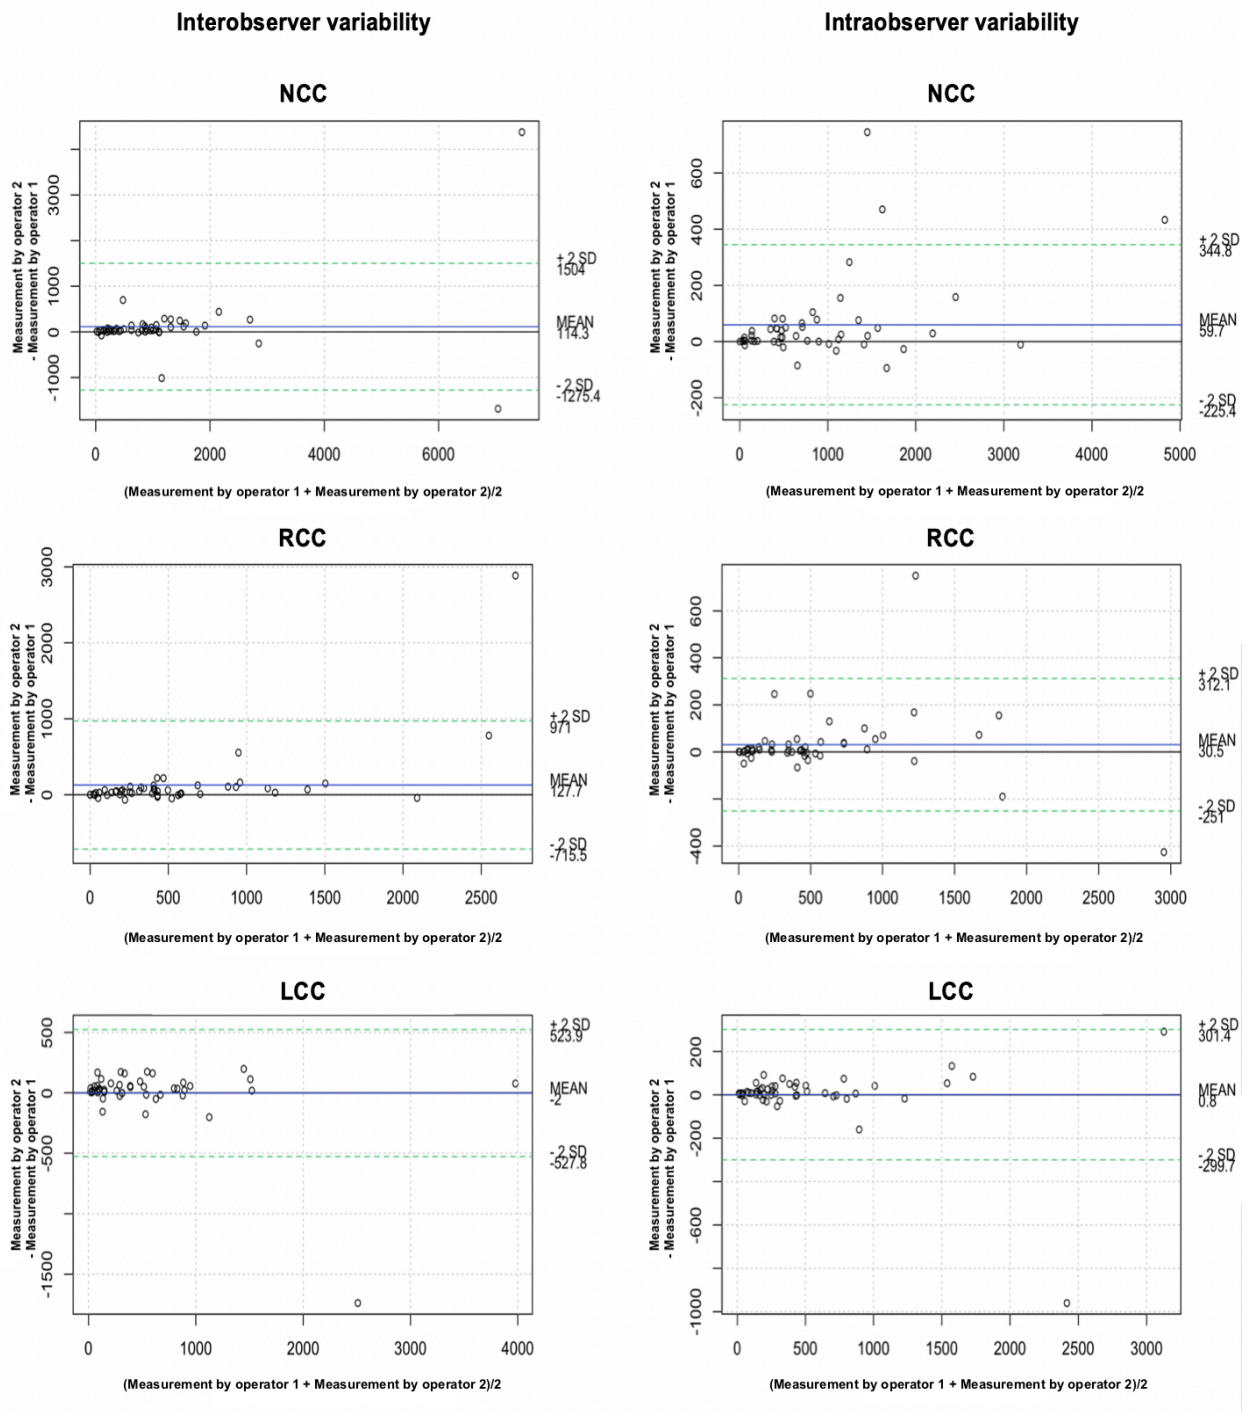 Interobserver variability
Intraobserver variability
NCC
Measurement by operator 2
- Measurement by operator 1
3000
1000
0
-1000
0 2000 4000 6000
+ 2 SD
1504
MEAN
114.3
- 2 SD
-1275.4
(Measurement by operator 1 + Measurement by operator 2)/2
NCC
Measurement by operator 2
- Measurement by operator 1
600
400
200
0
-200
0 1000 2000 3000 4000 5000
+ 2 SD
344.8
MEAN
59.7
- 2 SD
-225.4
(Measurement by operator 1 + Measurement by operator 2)/2
RCC
Measurement by operator 2
- Measurement by operator 1
3000
2000
1000
0
0 500 1000 1500 2000 2500
+ 2 SD
971
MEAN
127.7
- 2 SD
-715.5
(Measurement by operator 1 + Measurement by operator 2)/2
RCC
Measurement by operator 2
- Measurement by operator 1
600
400
200
0
-400
0 500 1000 1500 2000 2500 3000
+ 2 SD
312.1
MEAN
30.5
- 2 SD
-251
(Measurement by operator 1 + Measurement by operator 2)/2
LCC
Measurement by operator 2
- Measurement by operator 1
500
0
-500
-1500
0 1000 2000 3000 4000
+ 2 SD
523.9
MEAN
-2
- 2 SD
-527.8
(Measurement by operator 1 + Measurement by operator 2)/2
LCC
Measurement by operator 2
- Measurement by operator 1
200
0
-200
-600
-1000
0 500 1000 1500 2000 2500 3000
+ 2 SD
301.4
MEAN
0.8
- 2 SD
-299.7
(Measurement by operator 1 + Measurement by operator 2)/2